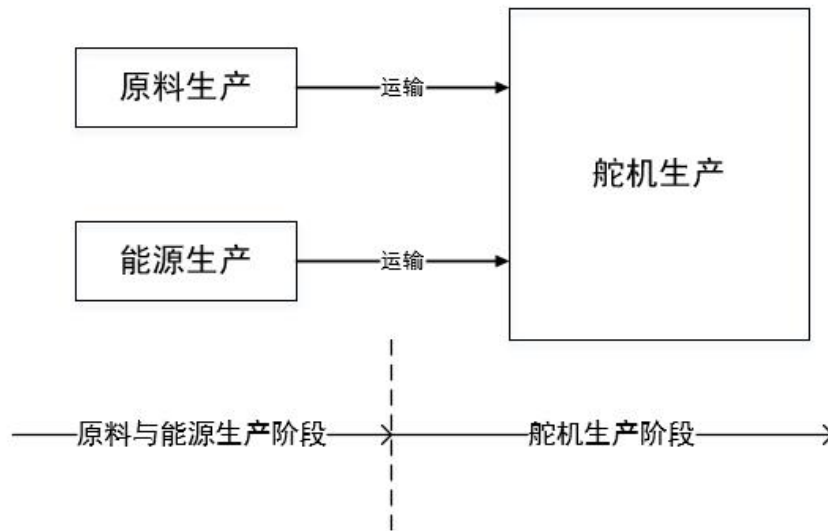 原料生产
运输
舵机生产
能源生产
运输
原料与能源生产阶段
舵机生产阶段